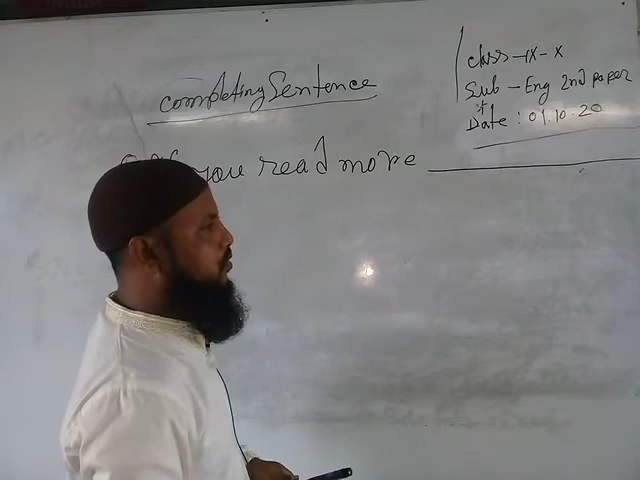 Class - IX - X
Sub - Eng 2nd paper
Date : 01.10.20
Completing Sentence
you read more